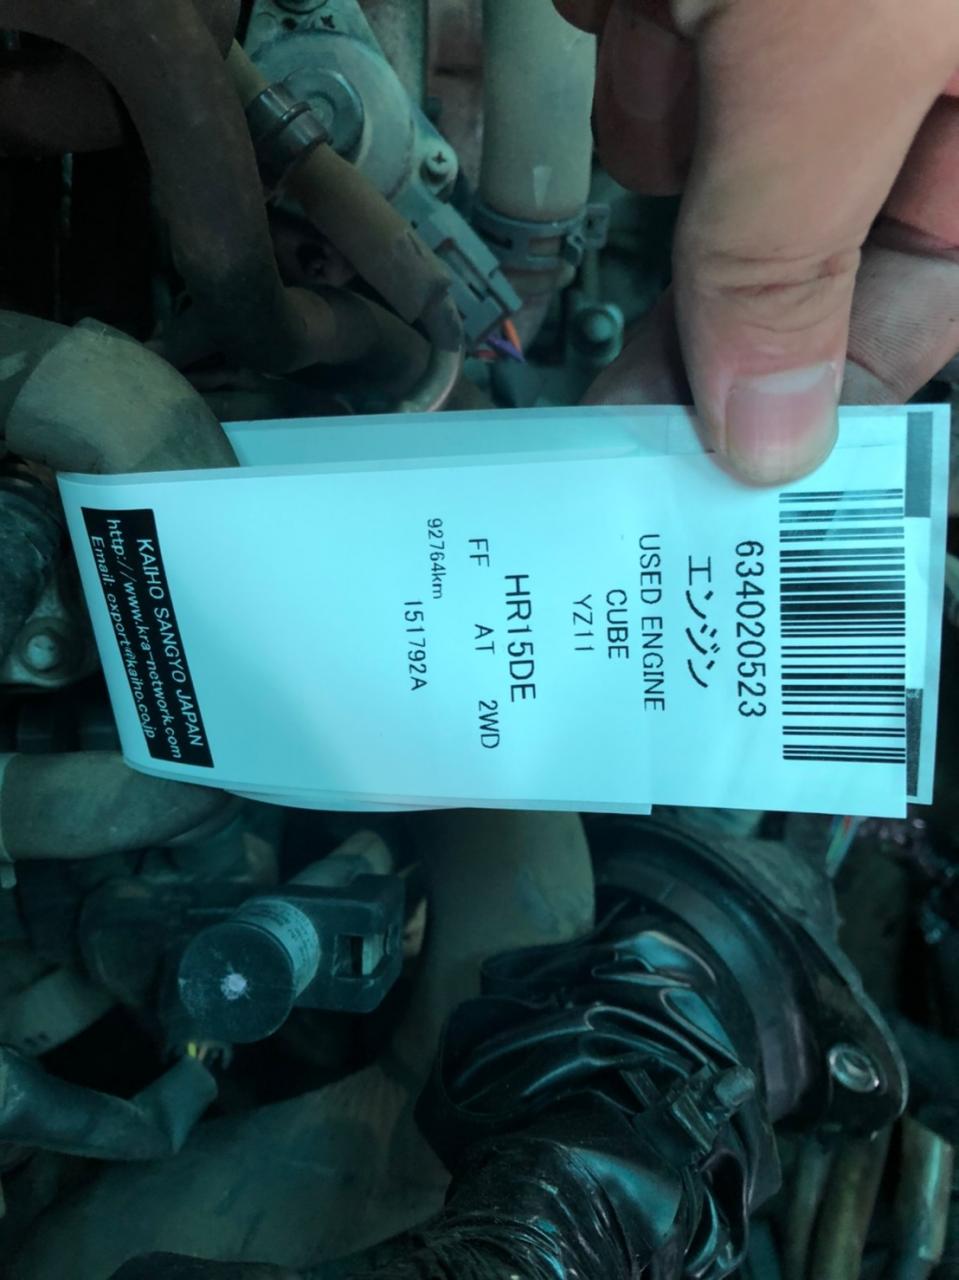 634020523
エンジン
USED ENGINE
CUBE
YZ11
HR15DE
FF AT 2WD
92764km
151792A
KAIHO SANGYO JAPAN
http://www.kra-network.com
Email: export@kaiho.co.jp